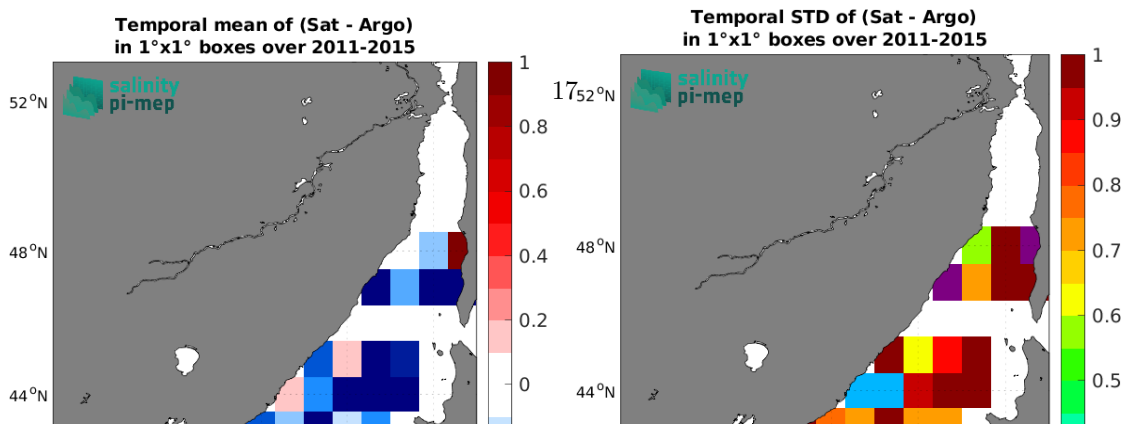 Temporal mean of (Sat - Argo)
in 1°x1° boxes over 2011-2015
salinity
pi-mep
52°N
48°N
44°N
1
0.8
0.6
0.4
0.2
0
17
Temporal STD of (Sat - Argo)
in 1°x1° boxes over 2011-2015
salinity
pi-mep
52°N
48°N
44°N
1
0.9
0.8
0.7
0.6
0.5